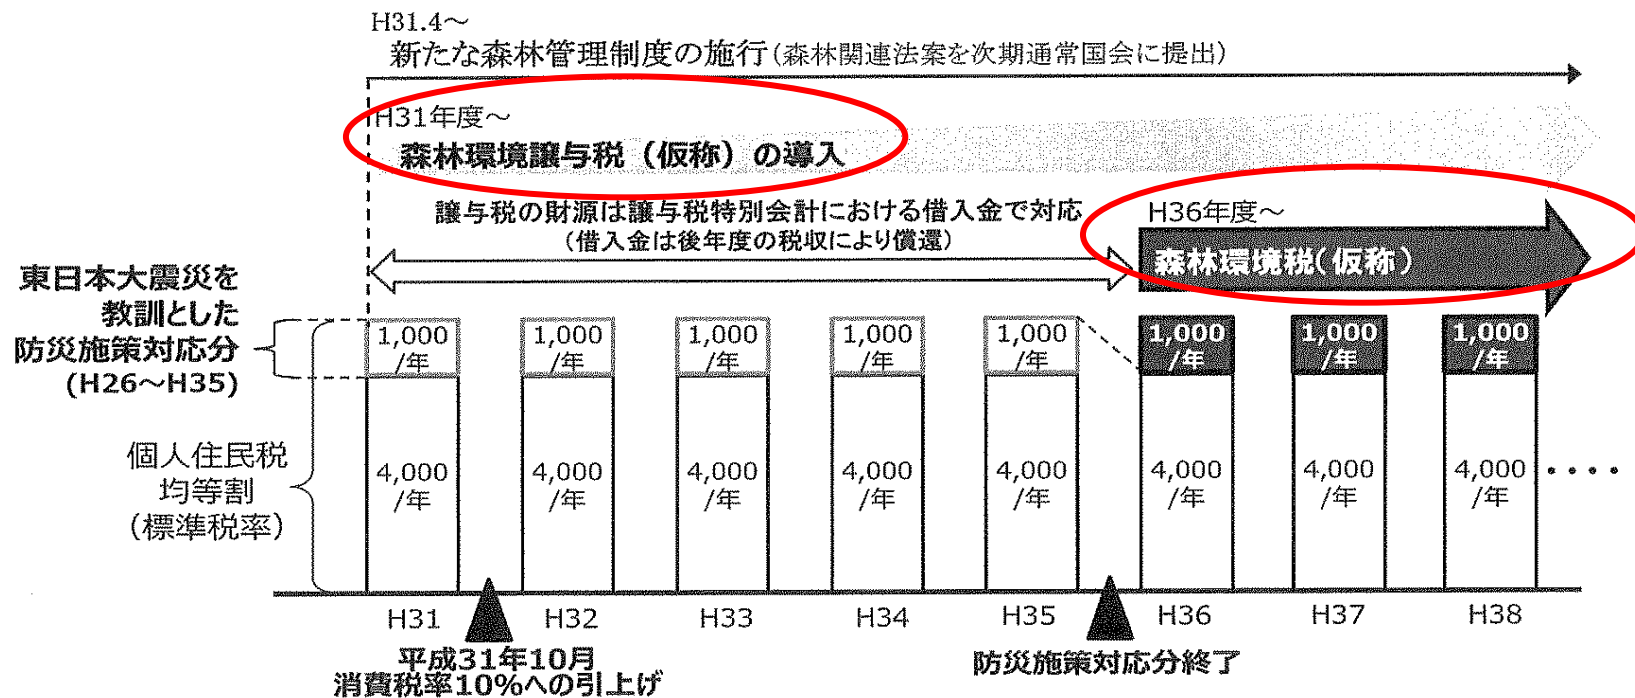 H31.4～
新たな森林管理制度の施行(森林関連法案を次期通常国会に提出)
H31年度～
森林環境譲与税（仮称）の導入
譲与税の財源は譲与税特別会計における借入金で対応
(借入金は後年度の税収により償還)
H36年度～
森林環境税(仮称)
東日本大震災を
教訓とした
防災施策対応分
(H26～H35)
1,000
/年
1,000
/年
1,000
/年
1,000
/年
1,000
/年
1,000
/年
1,000
/年
1,000
/年
個人住民税
均等割
（標準税率）
4,000
/年
4,000
/年
4,000
/年
4,000
/年
4,000
/年
4,000
/年
4,000
/年
4,000
/年
････
H31
H32
H33
H34
H35
H36
H37
H38
平成31年10月
消費税率10%への引上げ
防災施策対応分終了